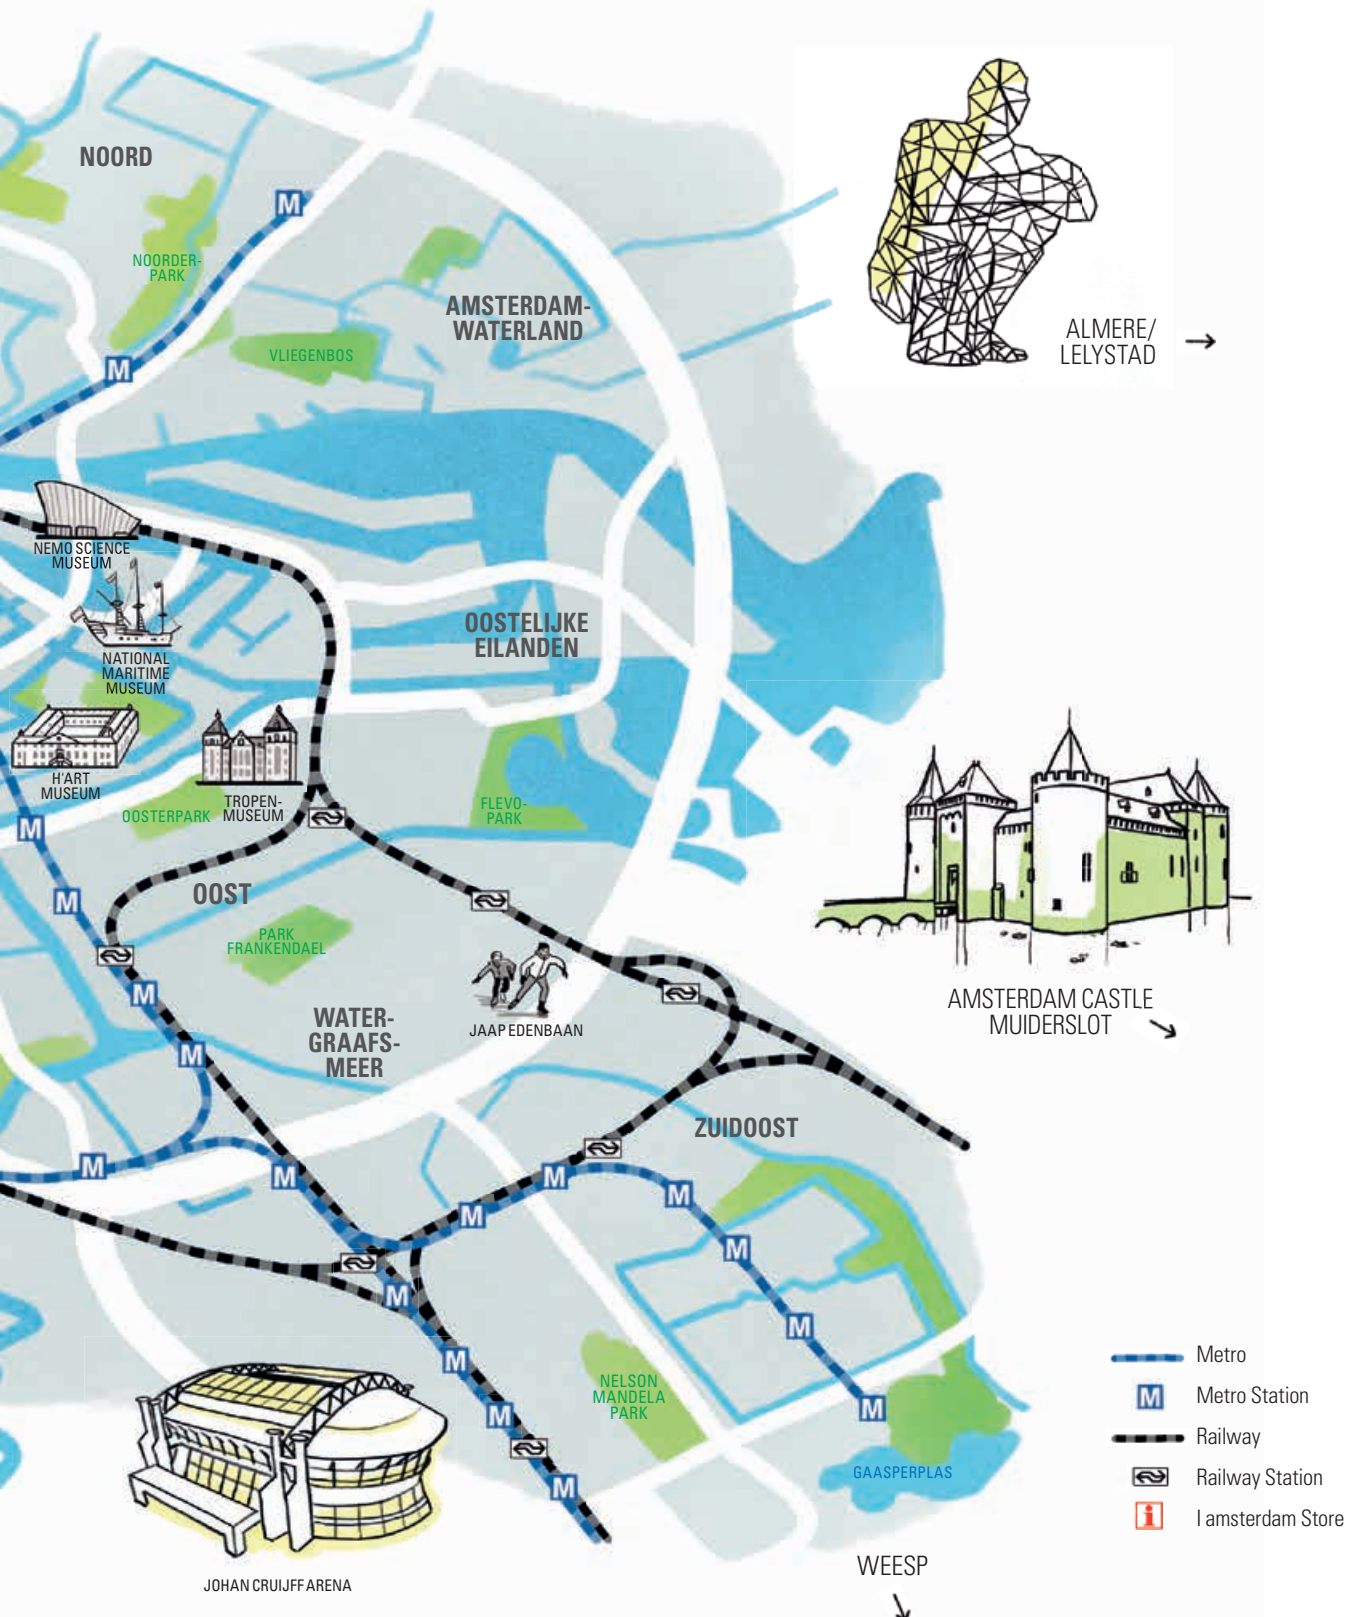 NOORD
M
NOORDER-
PARK
AMSTERDAM-
WATERLAND
ALMERE/
LELYSTAD
VLIEGENBOS
M
NEMO SCIENCE
MUSEUM
OOSTELIJKE
EILANDEN
NATIONAL
MARITIME
MUSEUM
H'ART
MUSEUM
TROPEN-
MUSEUM
OOSTERPARK
FLEVO-
PARK
M
M
OOST
PARK
FRANKENDAEL
M
WATER-
GRAAFS-
MEER
JAAP EDENBAAN
AMSTERDAM CASTLE
MUIDERSLOT
M
ZUIDOOST
M
M
M
M
M
M
M
M
M
M
M
M
NELSON
MANDELA
PARK
GAASPERPLAS
JOHAN CRUIJFF ARENA
WEESP
Metro
M Metro Station
Railway
Railway Station
i I amsterdam Store